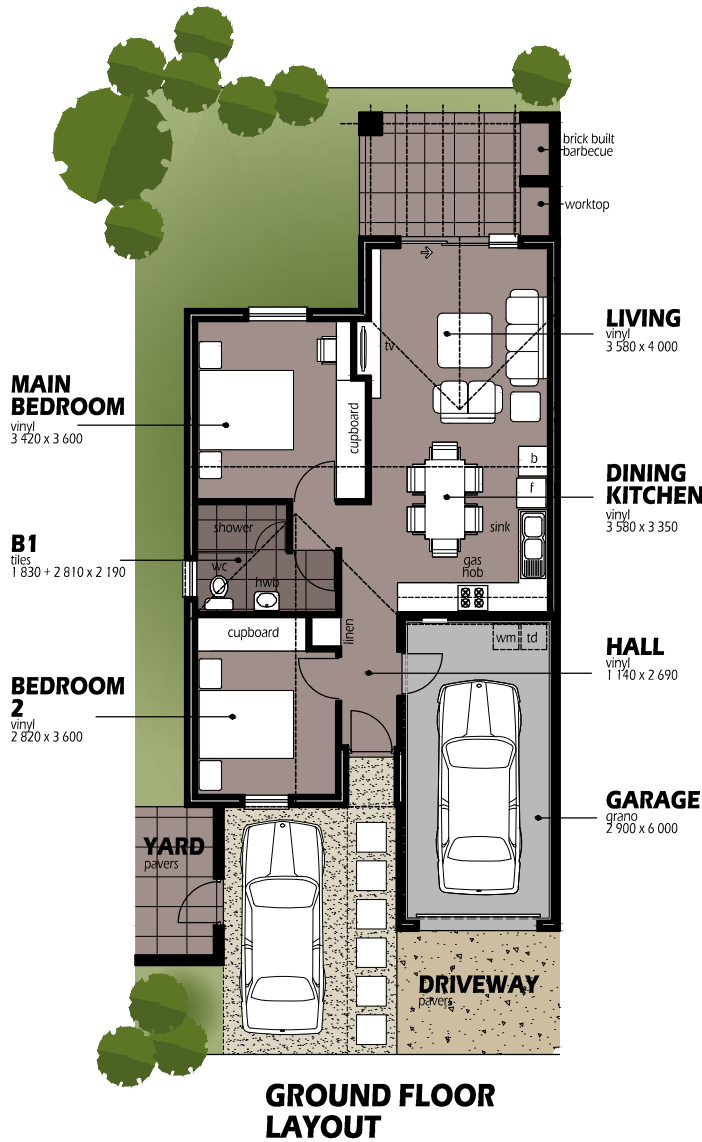 brick built
barbecue
worktop
LIVING
vinyl
3 580 x 4 000
tv
MAIN
BEDROOM
vinyl
3 420 x 3 600
cupboard
b
f
DINING
KITCHEN
vinyl
3 580 x 3 350
sink
gas
hob
B1
tiles
1 830 + 2 810 x 2 190
shower
wc
hwb
cupboard
linen
wm
td
HALL
vinyl
1 140 x 2 690
BEDROOM
2
vinyl
2 820 x 3 600
GARAGE
grano
2 900 x 6 000
YARD
pavers
DRIVEWAY
pavers
GROUND FLOOR
LAYOUT